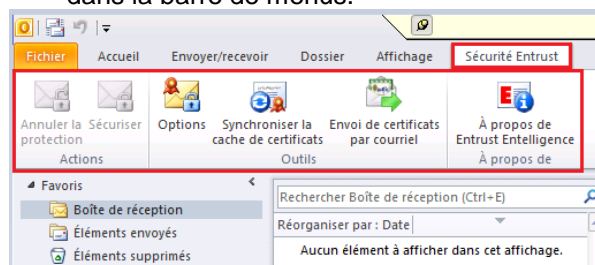 dans la barre de menus.
Fichier Accueil Envoyer/recevoir Dossier Affichage Sécurité Entrust
Annuler la protection Sécuriser Options Synchroniser la cache de certificats Envoi de certificats par courriel À propos de Entrust Entelligence
Actions Outils À propos de
Favoris
Rechercher Boîte de réception (Ctrl+E)
Boîte de réception
Réorganiser par : Date
Éléments envoyés
Aucun élément à afficher dans cet affichage.
Éléments supprimés